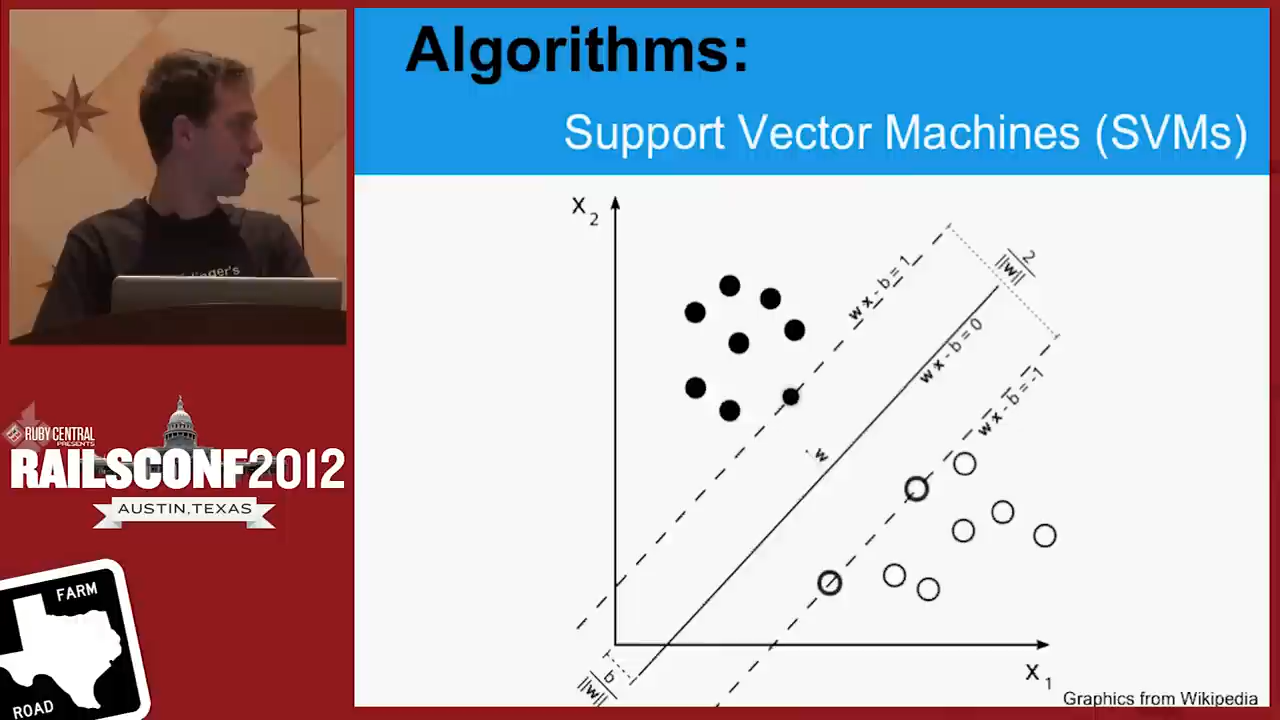 Algorithms:
Support Vector Machines (SVMs)
X2
w x - b = 1
2
||w||
w x - b = 0
w x - b = -1
w
b
||w||
X1
Graphics from Wikipedia
RUBY CENTRAL
PRESENTS
RAILSCONF2012
AUSTIN, TEXAS
FARM
ROAD